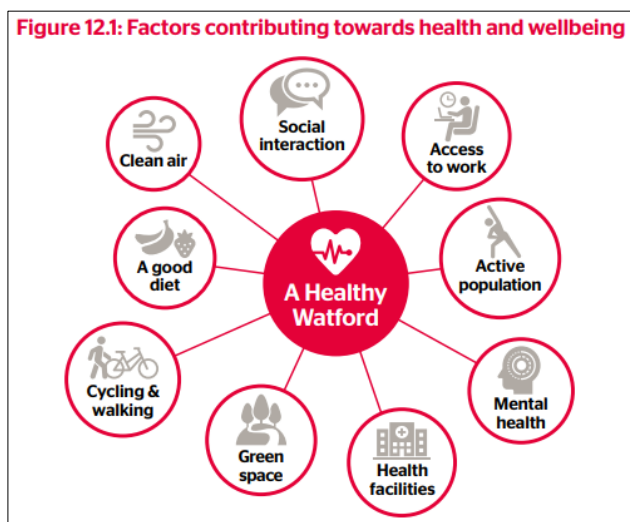 Figure 12.1: Factors contributing towards health and wellbeing
Social
interaction
Clean air
Access
to work
A good
diet
A Healthy
Watford
Active
population
Cycling &
walking
Mental
health
Green
space
Health
facilities